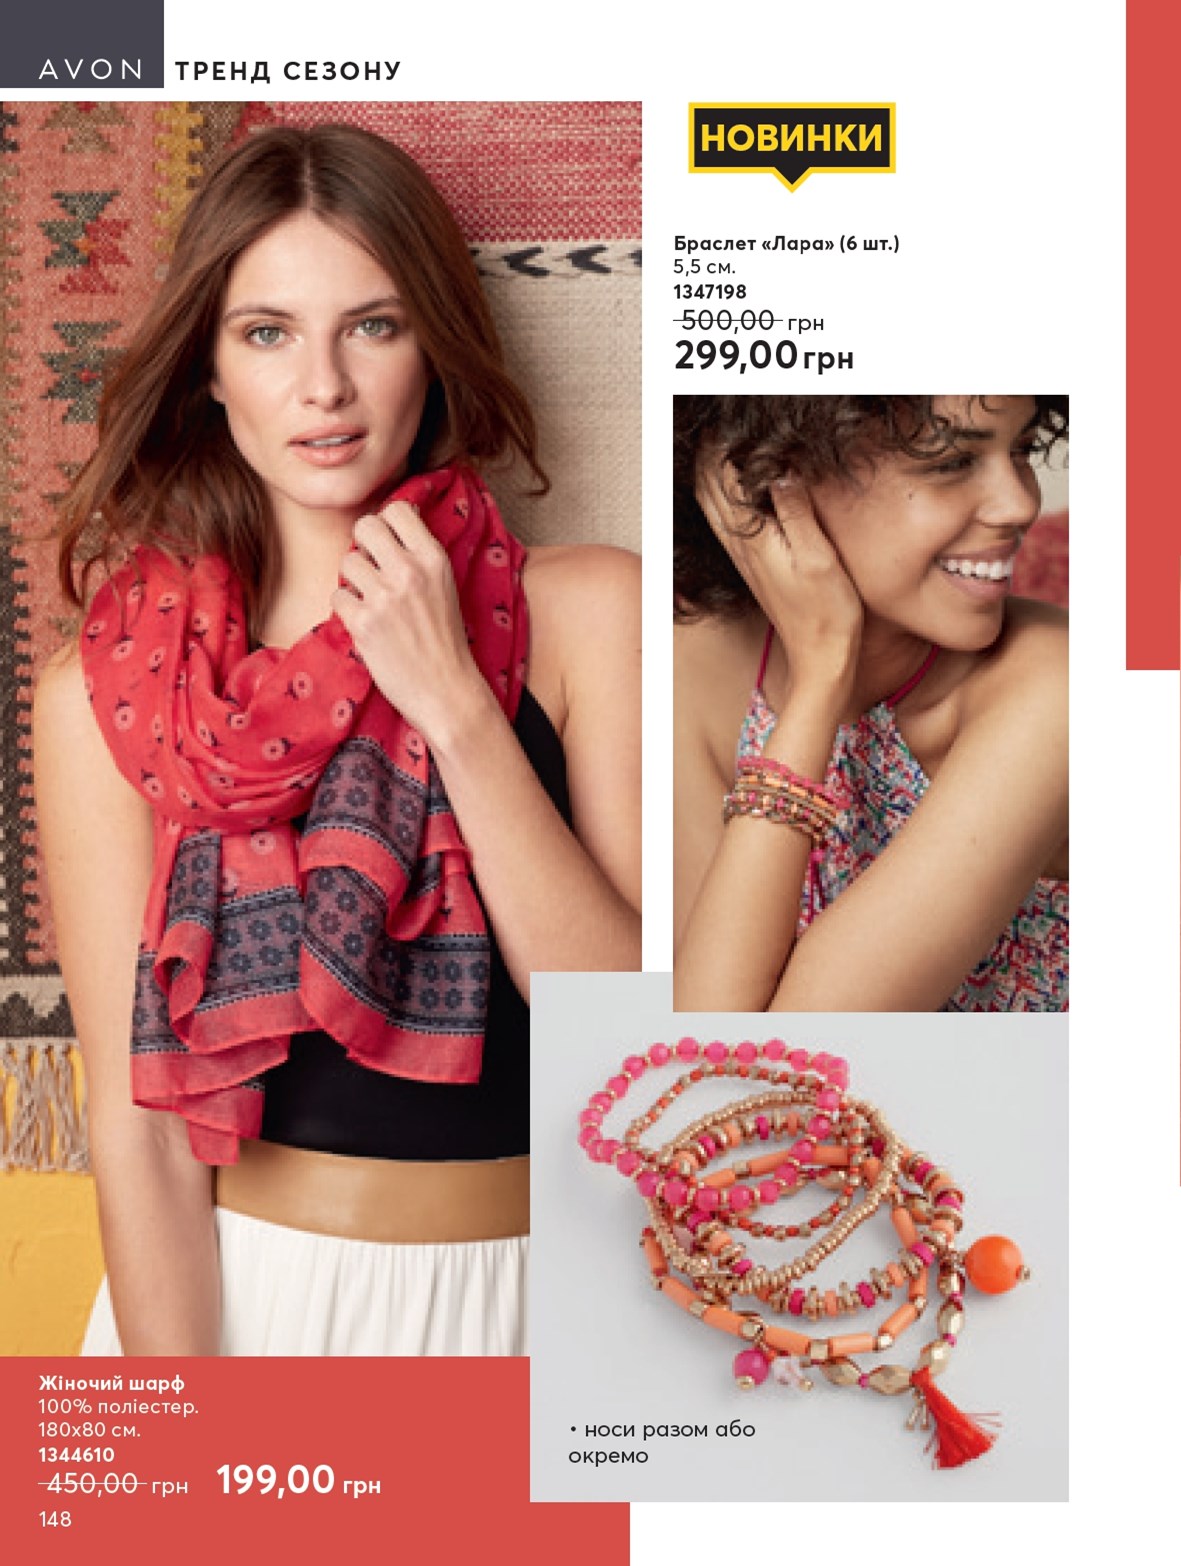 AVON ТРЕНД СЕЗОНУ
НОВИНКИ
Браслет «Лара» (6 шт.)
5,5 см.
1347198
500,00 грн
299,00 грн
• носи разом або
окремо
Жіночий шарф
100% поліестер.
180х80 см.
1344610
450,00 грн 199,00 грн
148